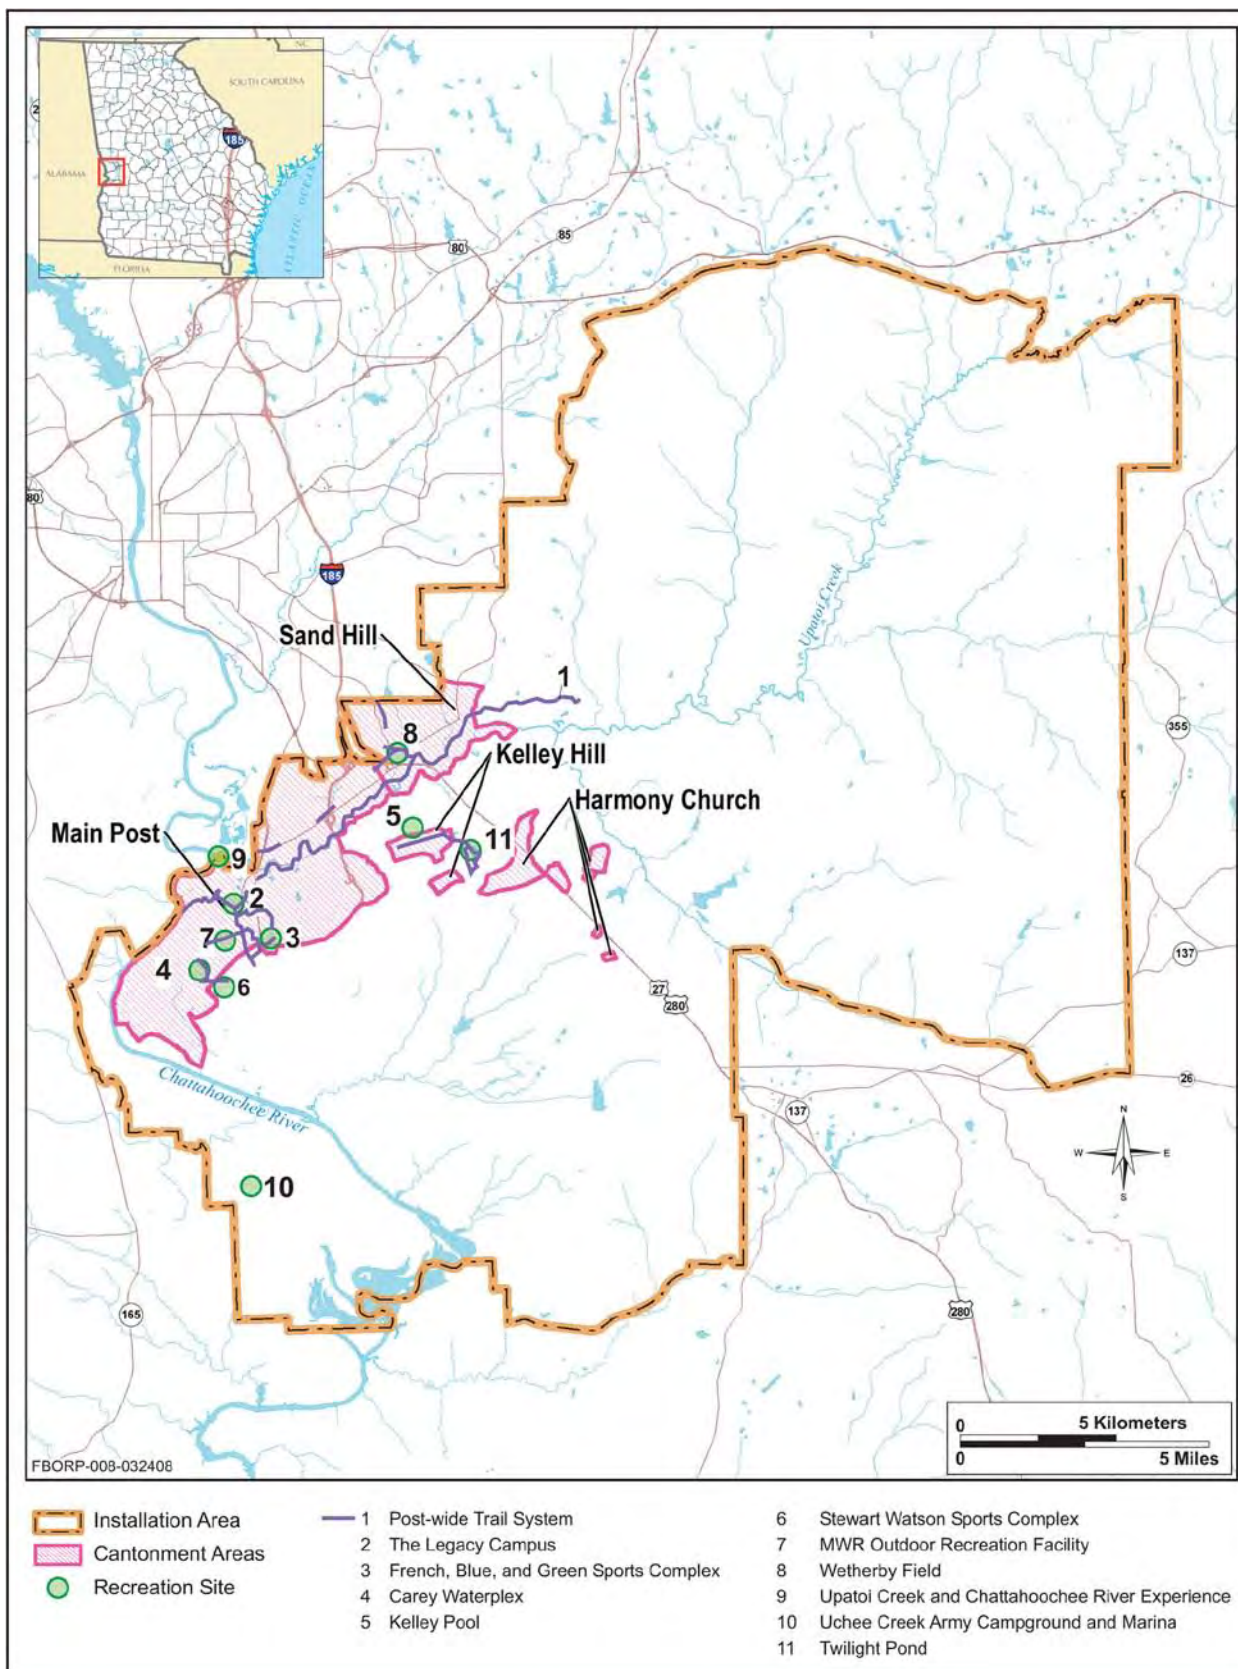 NC
SOUTH CAROLINA
185
ALABAMA
ATLANTIC OCEAN
FLORIDA
80
85
80
185
Upatoi Creek
Sand Hill
1
8
Kelley Hill
355
Harmony Church
5
Main Post
11
9
2
7
3
137
4
6
27
280
Chattahoochee River
26
137
N
W
E
S
10
165
280
0
5 Kilometers
0
5 Miles
FBORP-008-032408
Installation Area
Cantonment Areas
Recreation Site
1 Post-wide Trail System
2 The Legacy Campus
3 French, Blue, and Green Sports Complex
4 Carey Waterplex
5 Kelley Pool
6 Stewart Watson Sports Complex
7 MWR Outdoor Recreation Facility
8 Wetherby Field
9 Upatoi Creek and Chattahoochee River Experience
10 Uchee Creek Army Campground and Marina
11 Twilight Pond